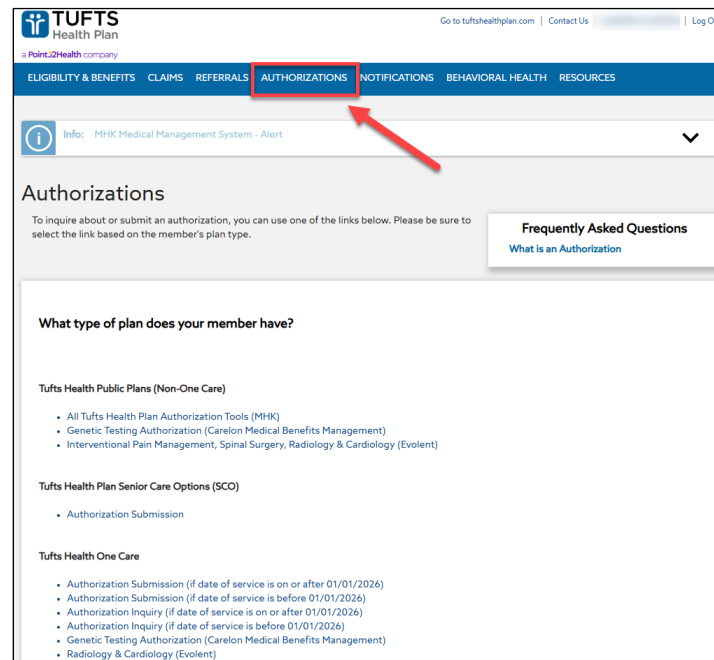 TUFTS
Health Plan
a Point32Health company
Go to tuftshealthplan.com | Contact Us | Log O
ELIGIBILITY & BENEFITS CLAIMS REFERRALS AUTHORIZATIONS NOTIFICATIONS BEHAVIORAL HEALTH RESOURCES
Info: MHK Medical Management System - Alert
Authorizations
To inquire about or submit an authorization, you can use one of the links below. Please be sure to
select the link based on the member's plan type.
Frequently Asked Questions
What is an Authorization
What type of plan does your member have?
Tufts Health Public Plans (Non-One Care)
• All Tufts Health Plan Authorization Tools (MHK)
• Genetic Testing Authorization (Carelon Medical Benefits Management)
• Interventional Pain Management, Spinal Surgery, Radiology & Cardiology (Evolent)
Tufts Health Plan Senior Care Options (SCO)
• Authorization Submission
Tufts Health One Care
• Authorization Submission (if date of service is on or after 01/01/2026)
• Authorization Submission (if date of service is before 01/01/2026)
• Authorization Inquiry (if date of service is on or after 01/01/2026)
• Authorization Inquiry (if date of service is before 01/01/2026)
• Genetic Testing Authorization (Carelon Medical Benefits Management)
• Radiology & Cardiology (Evolent)